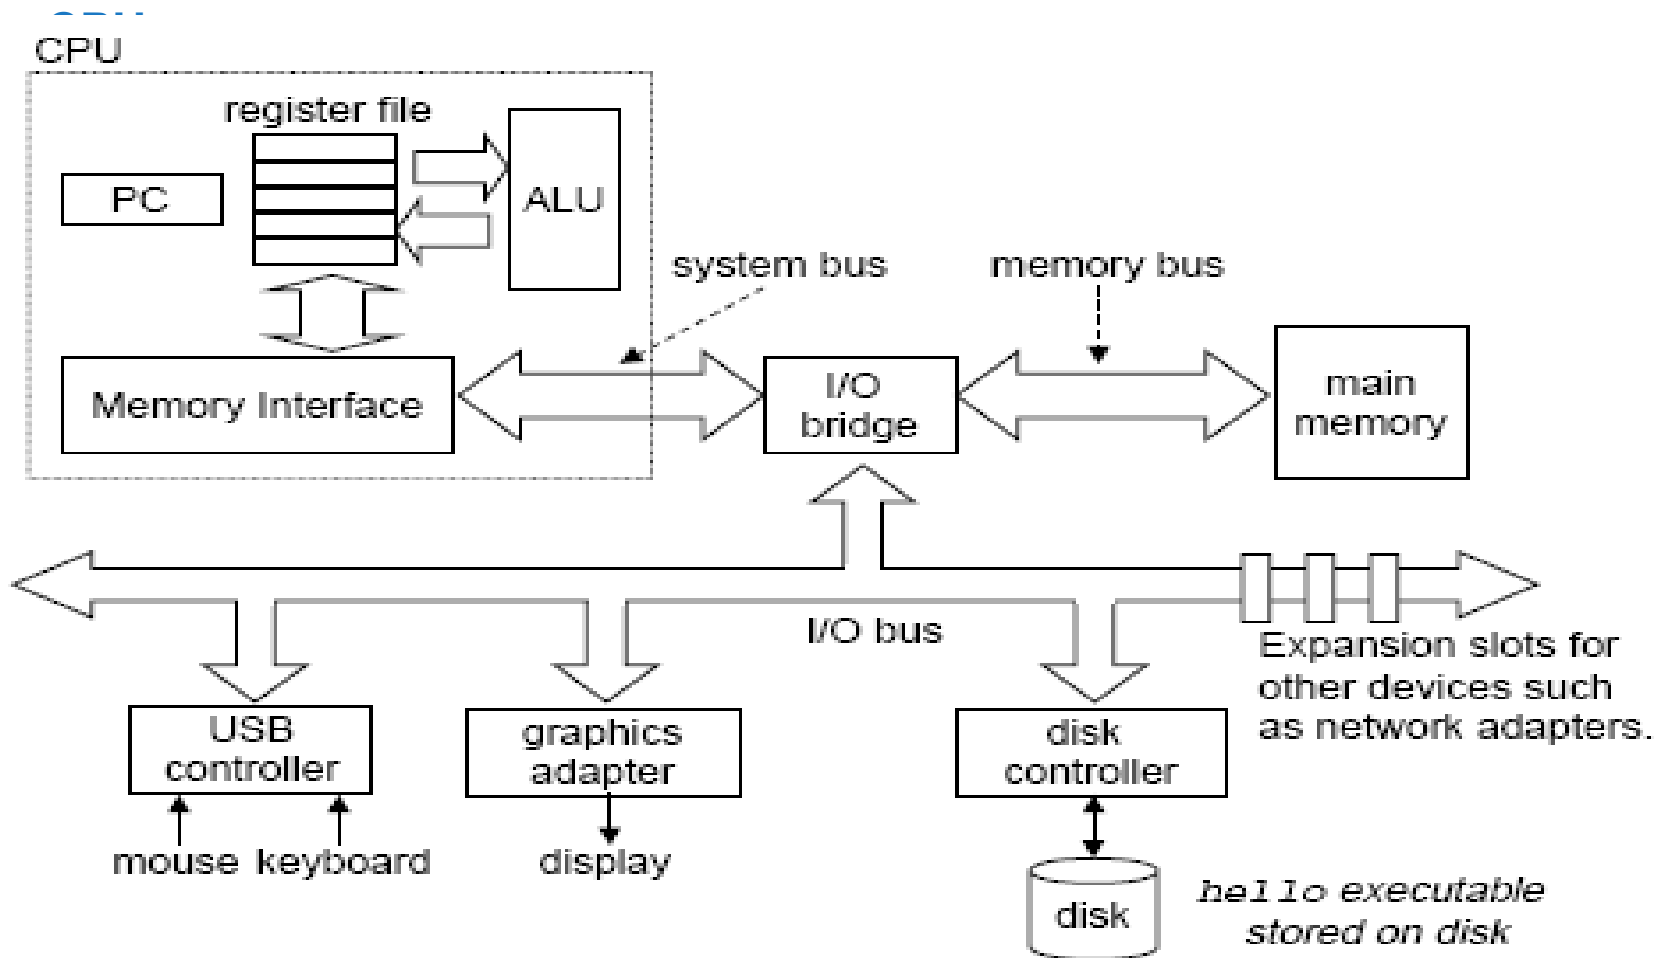 CPU
register file
PC
ALU
system bus
memory bus
Memory Interface
I/O
bridge
main
memory
I/O bus
Expansion slots for
other devices such
as network adapters.
USB
controller
graphics
adapter
disk
controller
mouse keyboard
display
disk
hello executable
stored on disk